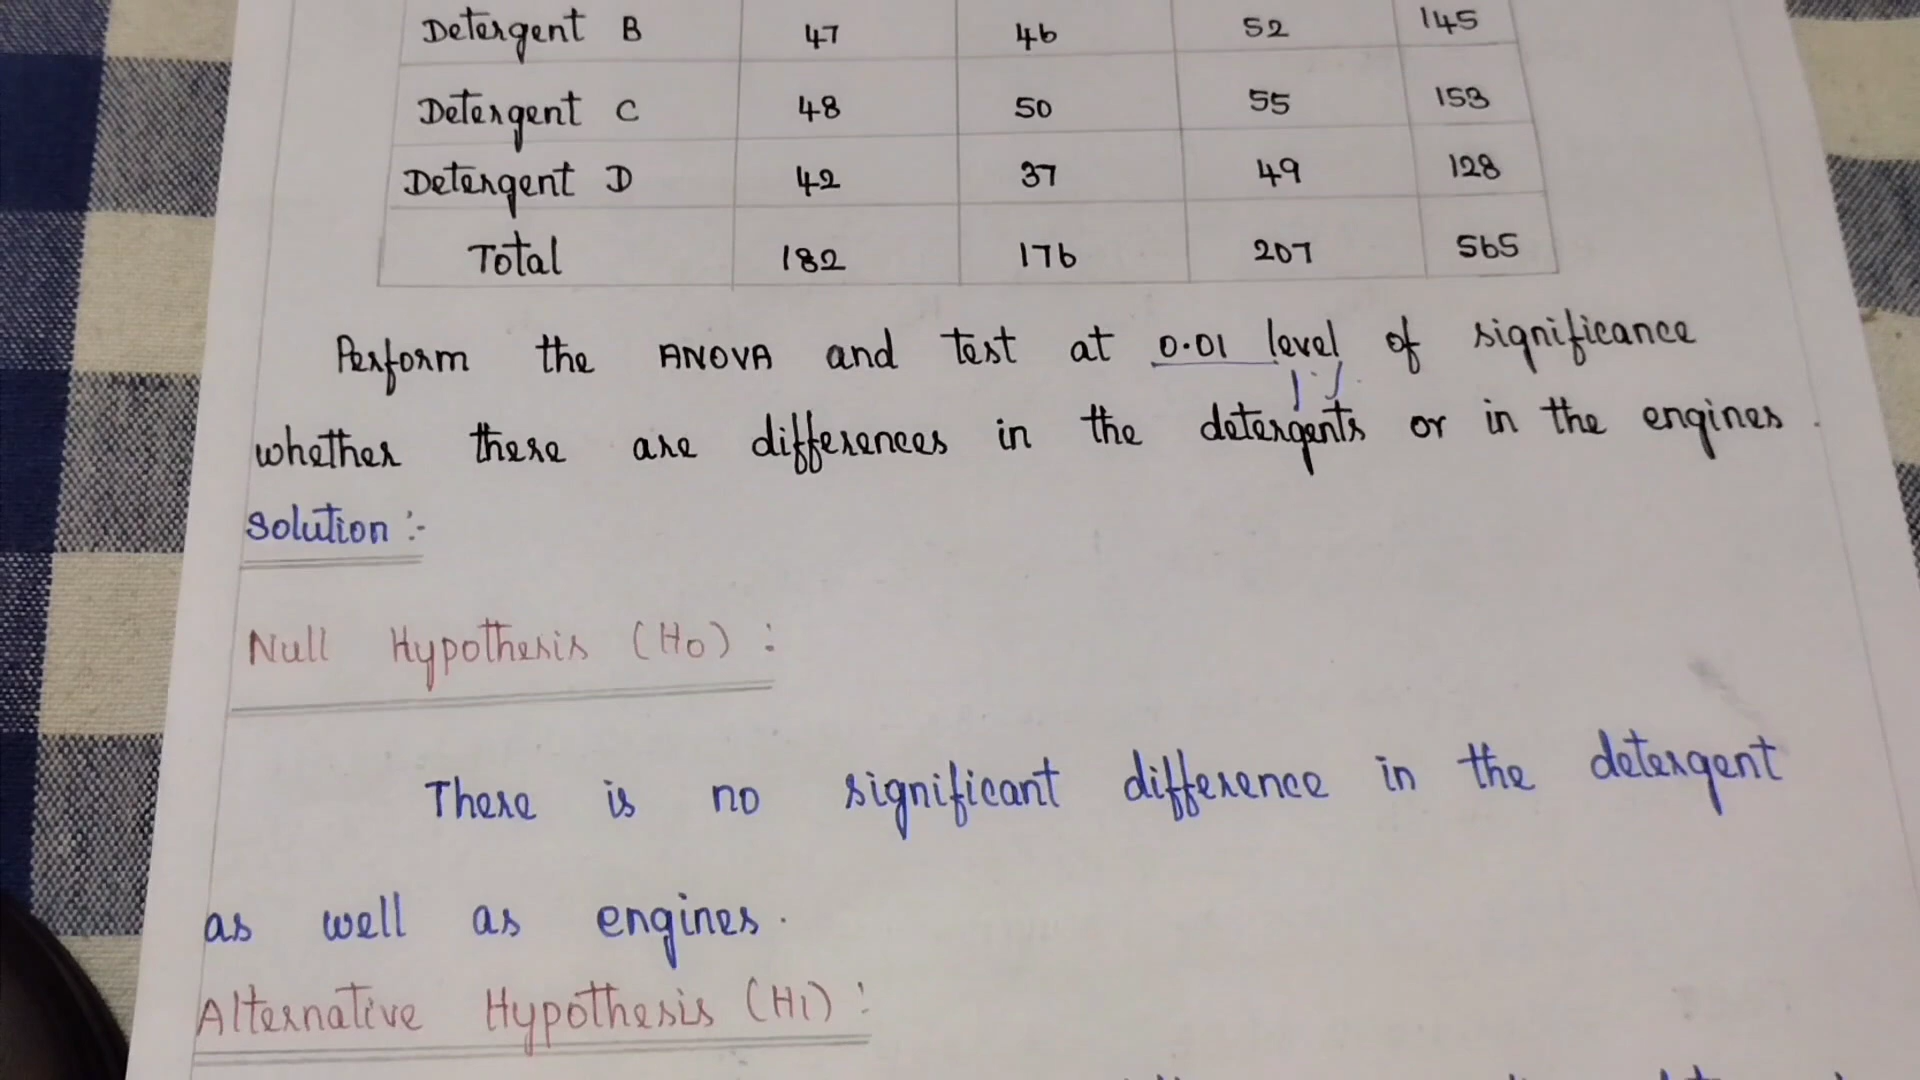 Detergent B 47 46 52 145
Detergent C 48 50 55 153
Detergent D 42 37 49 128
Total 182 176 207 565
Perform the ANOVA and test at 0.01 level of significance
whether there are differences in the detergents or in the engines.
Solution :-
Null Hypothesis (H0) :
There is no significant difference in the detergent
as well as engines.
Alternative Hypothesis (H1) :